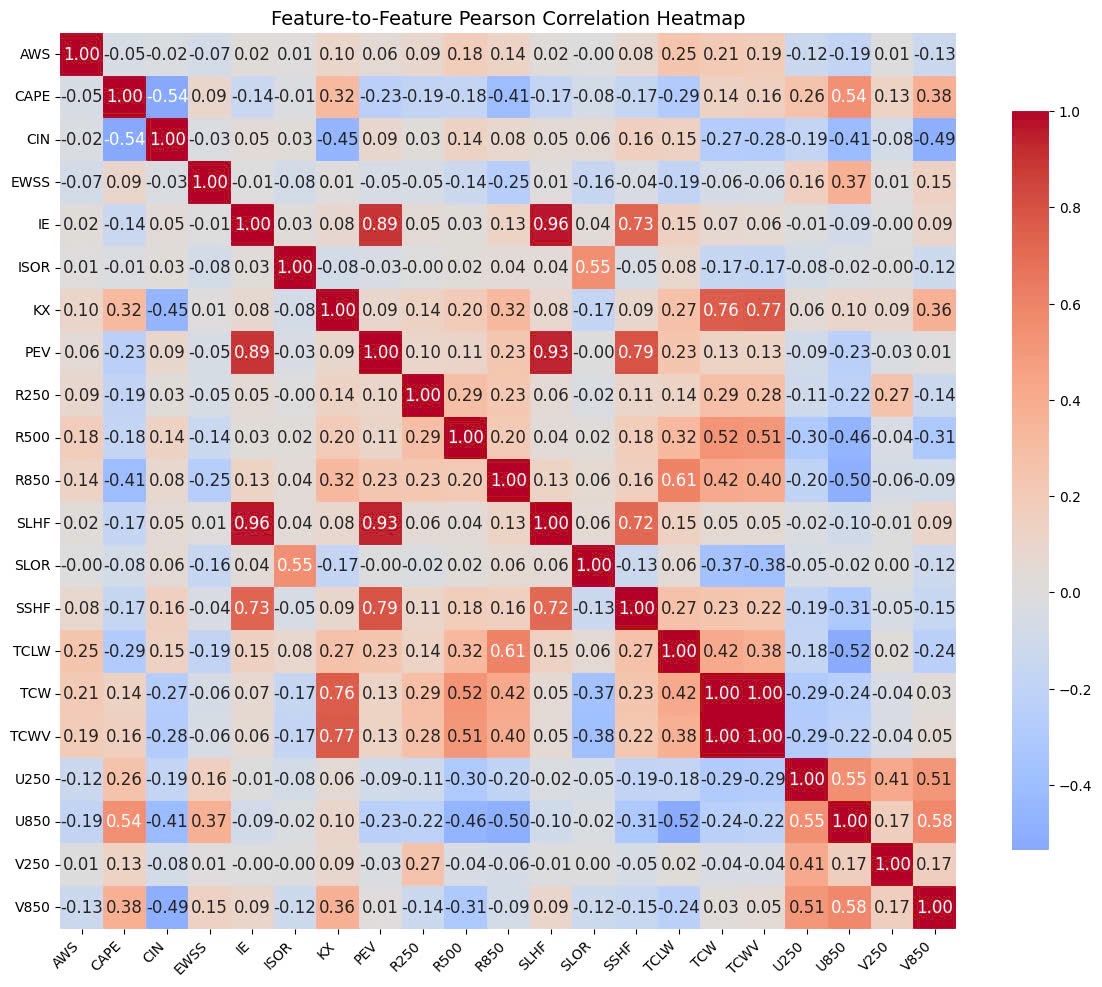 Feature-to-Feature Pearson Correlation Heatmap
AWS 1.00 -0.05 -0.02 -0.07 0.02 0.01 0.10 0.06 0.09 0.18 0.14 0.02 -0.00 0.08 0.25 0.21 0.19 -0.12 -0.19 0.01 -0.13
CAPE -0.05 1.00 -0.54 0.09 -0.14 -0.01 0.32 -0.23 -0.19 -0.18 -0.41 -0.17 -0.08 -0.17 -0.29 0.14 0.16 0.26 0.54 0.13 0.38
CIN -0.02 -0.54 1.00 -0.03 0.05 0.03 -0.45 0.09 0.03 0.14 0.08 0.05 0.06 0.16 0.15 -0.27 -0.28 -0.19 -0.41 -0.08 -0.49
EWSS -0.07 0.09 -0.03 1.00 -0.01 -0.08 0.01 -0.05 -0.05 -0.14 -0.25 0.01 -0.16 -0.04 -0.19 -0.06 -0.06 0.16 0.37 0.01 0.15
IE 0.02 -0.14 0.05 -0.01 1.00 0.03 0.08 0.89 0.05 0.03 0.13 0.96 0.04 0.73 0.15 0.07 0.06 -0.01 -0.09 -0.00 0.09
ISOR 0.01 -0.01 0.03 -0.08 0.03 1.00 -0.08 -0.03 -0.00 0.02 0.04 0.04 0.55 -0.05 0.08 -0.17 -0.17 -0.08 -0.02 -0.00 -0.12
KX 0.10 0.32 -0.45 0.01 0.08 -0.08 1.00 0.09 0.14 0.20 0.32 0.08 -0.17 0.09 0.27 0.76 0.77 0.06 0.10 0.09 0.36
PEV 0.06 -0.23 0.09 -0.05 0.89 -0.03 0.09 1.00 0.10 0.11 0.23 0.93 -0.00 0.79 0.23 0.13 0.13 -0.09 -0.23 -0.03 0.01
R250 0.09 -0.19 0.03 -0.05 0.05 -0.00 0.14 0.10 1.00 0.29 0.23 0.06 -0.02 0.11 0.14 0.29 0.28 -0.11 -0.22 0.27 -0.14
R500 0.18 -0.18 0.14 -0.14 0.03 0.02 0.20 0.11 0.29 1.00 0.20 0.04 0.02 0.18 0.32 0.52 0.51 -0.30 -0.46 -0.04 -0.31
R850 0.14 -0.41 0.08 -0.25 0.13 0.04 0.32 0.23 0.23 0.20 1.00 0.13 0.06 0.16 0.61 0.42 0.40 -0.20 -0.50 -0.06 -0.09
SLHF 0.02 -0.17 0.05 0.01 0.96 0.04 0.08 0.93 0.06 0.04 0.13 1.00 0.06 0.72 0.15 0.05 0.05 -0.02 -0.10 -0.01 0.09
SLOR -0.00 -0.08 0.06 -0.16 0.04 0.55 -0.17 -0.00 -0.02 0.02 0.06 0.06 1.00 -0.13 0.06 -0.37 -0.38 -0.05 -0.02 0.00 -0.12
SSHF 0.08 -0.17 0.16 -0.04 0.73 -0.05 0.09 0.79 0.11 0.18 0.16 0.72 -0.13 1.00 0.27 0.23 0.22 -0.19 -0.31 -0.05 -0.15
TCLW 0.25 -0.29 0.15 -0.19 0.15 0.08 0.27 0.23 0.14 0.32 0.61 0.15 0.06 0.27 1.00 0.42 0.38 -0.18 -0.52 0.02 -0.24
TCW 0.21 0.14 -0.27 -0.06 0.07 -0.17 0.76 0.13 0.29 0.52 0.42 0.05 -0.37 0.23 0.42 1.00 1.00 -0.29 -0.24 -0.04 0.03
TCWV 0.19 0.16 -0.28 -0.06 0.06 -0.17 0.77 0.13 0.28 0.51 0.40 0.05 -0.38 0.22 0.38 1.00 1.00 -0.29 -0.22 -0.04 0.05
U250 -0.12 0.26 -0.19 0.16 -0.01 -0.08 0.06 -0.09 -0.11 -0.30 -0.20 -0.02 -0.05 -0.19 -0.18 -0.29 -0.29 1.00 0.55 0.41 0.51
U850 -0.19 0.54 -0.41 0.37 -0.09 -0.02 0.10 -0.23 -0.22 -0.46 -0.50 -0.10 -0.02 -0.31 -0.52 -0.24 -0.22 0.55 1.00 0.17 0.58
V250 0.01 0.13 -0.08 0.01 -0.00 -0.00 0.09 -0.03 0.27 -0.04 -0.06 -0.01 0.00 -0.05 0.02 -0.04 -0.04 0.41 0.17 1.00 0.17
V850 -0.13 0.38 -0.49 0.15 0.09 -0.12 0.36 0.01 -0.14 -0.31 -0.09 0.09 -0.12 -0.15 -0.24 0.03 0.05 0.51 0.58 0.17 1.00
AWS CAPE CIN EWSS IE ISOR KX PEV R250 R500 R850 SLHF SLOR SSHF TCLW TCW TCWV U250 U850 V250 V850
1.0
0.8
0.6
0.4
0.2
0.0
−0.2
−0.4